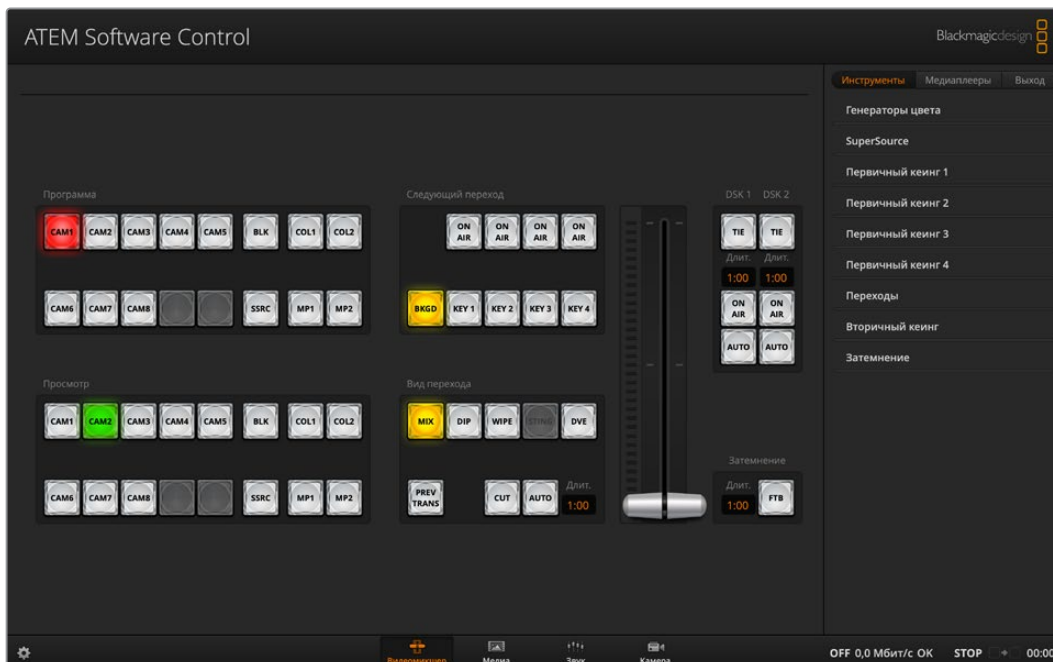 ATEM Software Control
Blackmagicdesign
Инструменты Медиаплееры Выход
Генераторы цвета
SuperSource
Первичный кеинг 1
Первичный кеинг 2
Первичный кеинг 3
Первичный кеинг 4
Переходы
Вторичный кеинг
Затемнение
Программа
CAM1 CAM2 CAM3 CAM4 CAM5 BLK COL1 COL2
CAM6 CAM7 CAM8 SSRC MP1 MP2
Следующий переход
ON AIR ON AIR ON AIR ON AIR
BKGD KEY 1 KEY 2 KEY 3 KEY 4
DSK 1 DSK 2
TIE TIE
Длит. Длит.
1:00 1:00
ON AIR ON AIR
AUTO AUTO
Просмотр
CAM1 CAM2 CAM3 CAM4 CAM5 BLK COL1 COL2
CAM6 CAM7 CAM8 SSRC MP1 MP2
Вид перехода
MIX DIP WIPE STING DVE
PREV TRANS CUT AUTO Длит. 1:00
Затемнение
Длит. 1:00 FTB
Видеомикшер Медиа Звук Камера
OFF 0,0 Мбит/с OK STOP 00:00